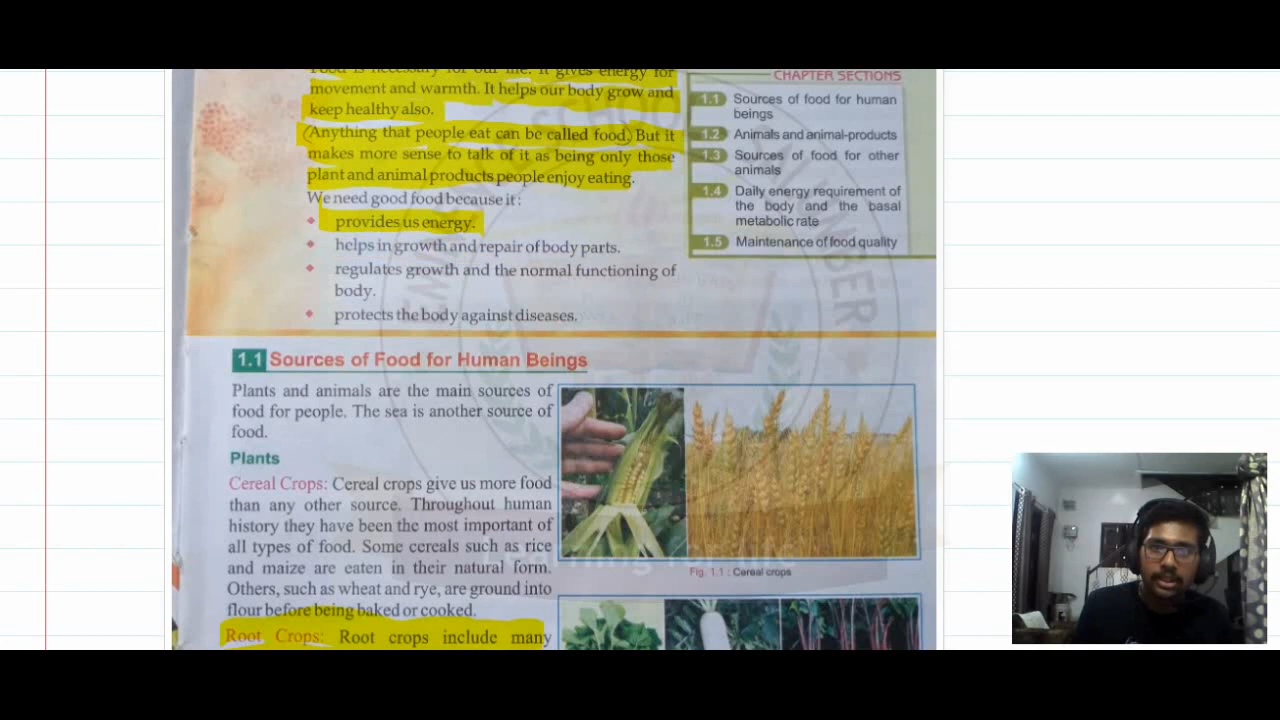 Food is necessary for our life. It gives energy for
movement and warmth. It helps our body grow and
keep healthy also.
(Anything that people eat can be called food.) But it
makes more sense to talk of it as being only those
plant and animal products people enjoy eating.
We need good food because it:
provides us energy.
helps in growth and repair of body parts.
regulates growth and the normal functioning of
body.
protects the body against diseases.
CHAPTER SECTIONS
1.1 Sources of food for human
beings
1.2 Animals and animal-products
1.3 Sources of food for other
animals
1.4 Daily energy requirement of
the body and the basal
metabolic rate
1.5 Maintenance of food quality
1.1 Sources of Food for Human Beings
Plants and animals are the main sources of
food for people. The sea is another source of
food.
Plants
Cereal Crops: Cereal crops give us more food
than any other source. Throughout human
history they have been the most important of
all types of food. Some cereals such as rice
and maize are eaten in their natural form.
Others, such as wheat and rye, are ground into
flour before being baked or cooked.
Root Crops: Root crops include many
Fig. 1.1 : Cereal crops